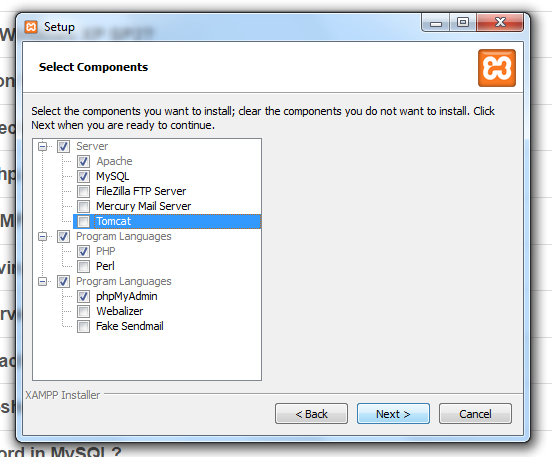 Setup
Select Components
Select the components you want to install; clear the components you do not want to install. Click
Next when you are ready to continue.
Server
Apache
MySQL
FileZilla FTP Server
Mercury Mail Server
Tomcat
Program Languages
PHP
Perl
Program Languages
phpMyAdmin
Webalizer
Fake Sendmail
XAMPP Installer
< Back
Next >
Cancel
in MySQL?